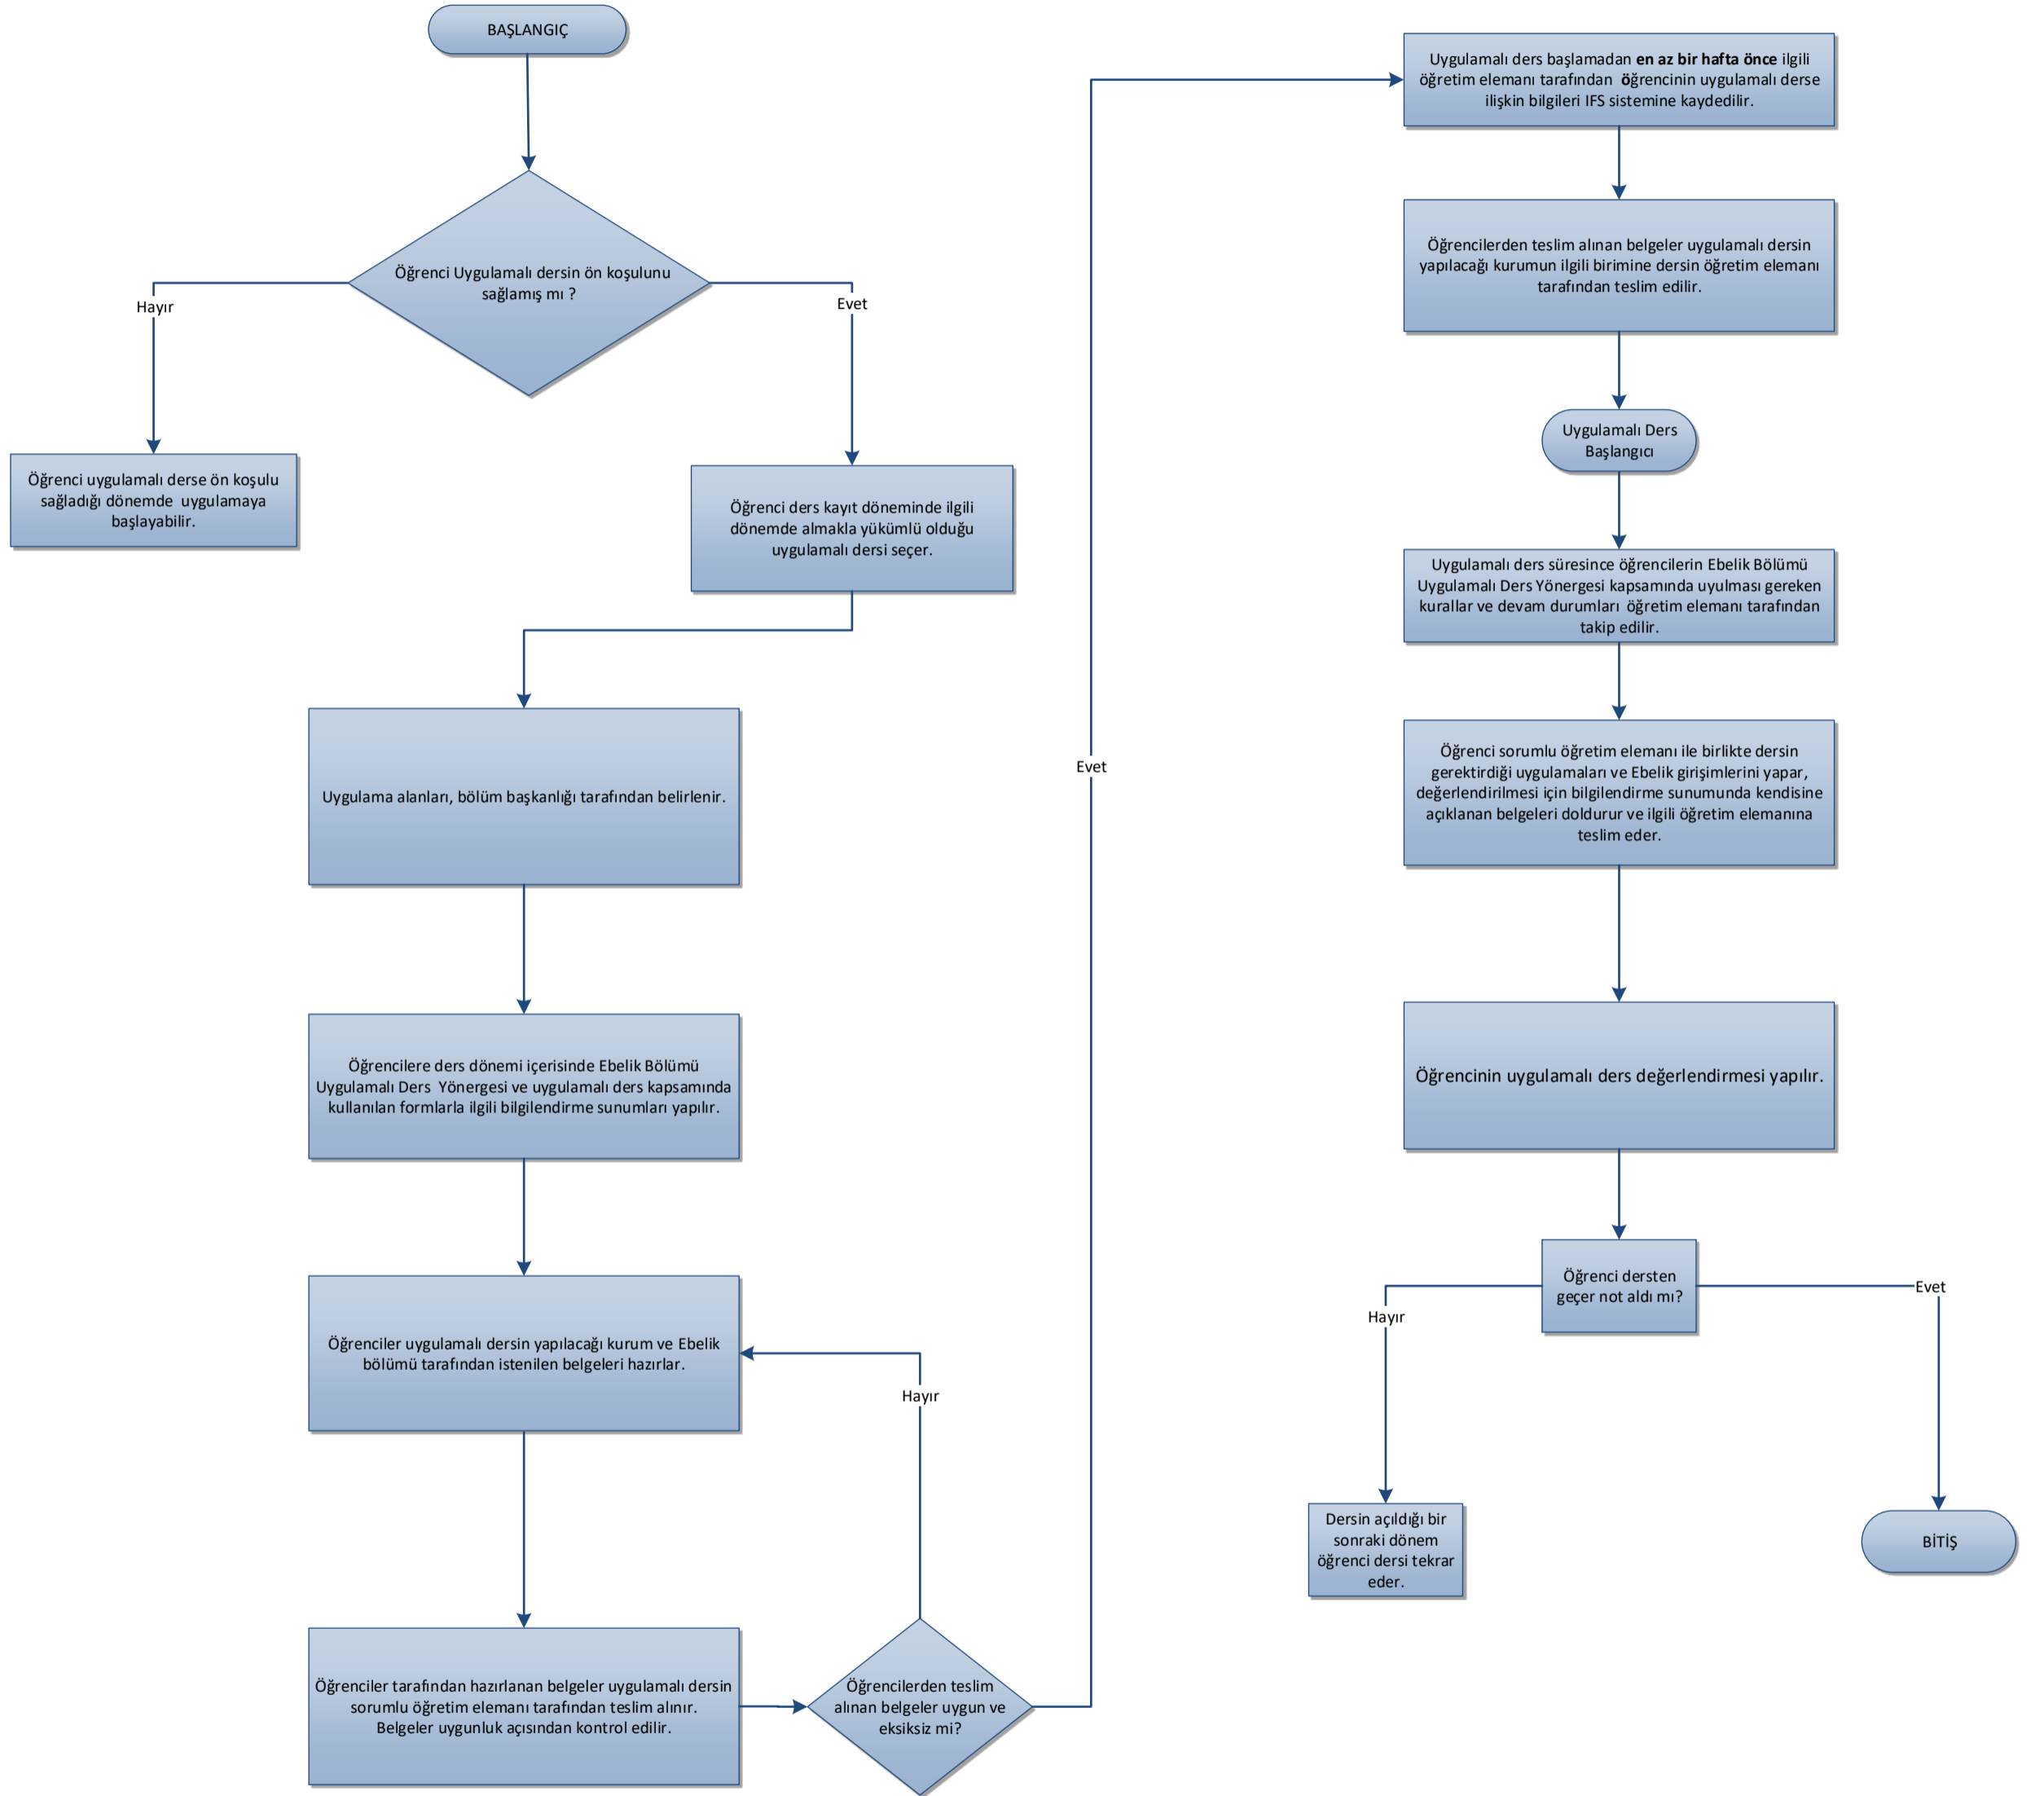 BAŞLANGIÇ
Öğrenci Uygulamalı dersin ön koşulunu
sağlamış mı ?
Hayır
Evet
Öğrenci uygulamalı derse ön koşulu
sağladığı dönemde  uygulamaya
başlayabilir.
Öğrenci ders kayıt döneminde ilgili
dönemde almakla yükümlü olduğu
uygulamalı dersi seçer.
Uygulama alanları, bölüm başkanlığı tarafından belirlenir.
Öğrencilere ders dönemi içerisinde Ebelik Bölümü
Uygulamalı Ders  Yönergesi ve uygulamalı ders kapsamında
kullanılan formlarla ilgili bilgilendirme sunumları yapılır.
Öğrenciler uygulamalı dersin yapılacağı kurum ve Ebelik
bölümü tarafından istenilen belgeleri hazırlar.
Hayır
Öğrenciler tarafından hazırlanan belgeler uygulamalı dersin
sorumlu öğretim elemanı tarafından teslim alınır.
Belgeler uygunluk açısından kontrol edilir.
Öğrencilerden teslim
alınan belgeler uygun ve
eksiksiz mi?
Evet
Uygulamalı ders başlamadan en az bir hafta önce ilgili
öğretim elemanı tarafından  öğrencinin uygulamalı derse
ilişkin bilgileri IFS sistemine kaydedilir.
Öğrencilerden teslim alınan belgeler uygulamalı dersin
yapılacağı kurumun ilgili birimine dersin öğretim elemanı
tarafından teslim edilir.
Uygulamalı Ders
Başlangıcı
Uygulamalı ders süresince öğrencilerin Ebelik Bölümü
Uygulamalı Ders Yönergesi kapsamında uyulması gereken
kurallar ve devam durumları  öğretim elemanı tarafından
takip edilir.
Öğrenci sorumlu öğretim elemanı ile birlikte dersin
gerektirdiği uygulamaları ve Ebelik girişimlerini yapar,
değerlendirilmesi için bilgilendirme sunumunda kendisine
açıklanan belgeleri doldurur ve ilgili öğretim elemanına
teslim eder.
Öğrencinin uygulamalı ders değerlendirmesi yapılır.
Öğrenci dersten
geçer not aldı mı?
Hayır
Evet
Dersin açıldığı bir
sonraki dönem
öğrenci dersi tekrar
eder.
BİTİŞ